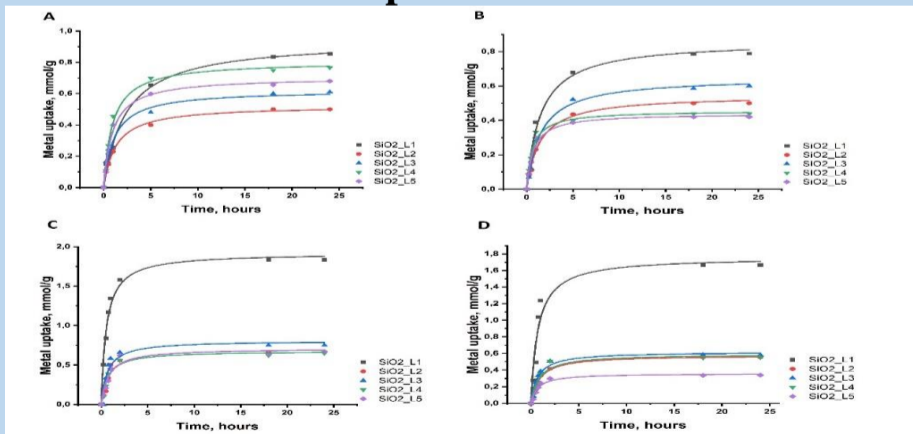 A
Metal uptake, mmol/g
1,0
0,8
0,6
0,4
0,2
0,0
0
5
10
15
20
25
Time, hours
SiO2_L1
SiO2_L2
SiO2_L3
SiO2_L4
SiO2_L5
B
Metal uptake, mmol/g
0,8
0,6
0,4
0,2
0,0
0
5
10
15
20
25
Time, hours
SiO2_L1
SiO2_L2
SiO2_L3
SiO2_L4
SiO2_L5
C
Metal uptake, mmol/g
2,0
1,5
1,0
0,5
0,0
0
5
10
15
20
25
Time, hours
SiO2_L1
SiO2_L2
SiO2_L3
SiO2_L4
SiO2_L5
D
Metal uptake, mmol/g
1,8
1,6
1,4
1,2
1,0
0,8
0,6
0,4
0,2
0,0
0
5
10
15
20
25
Time, hours
SiO2_L1
SiO2_L2
SiO2_L3
SiO2_L4
SiO2_L5